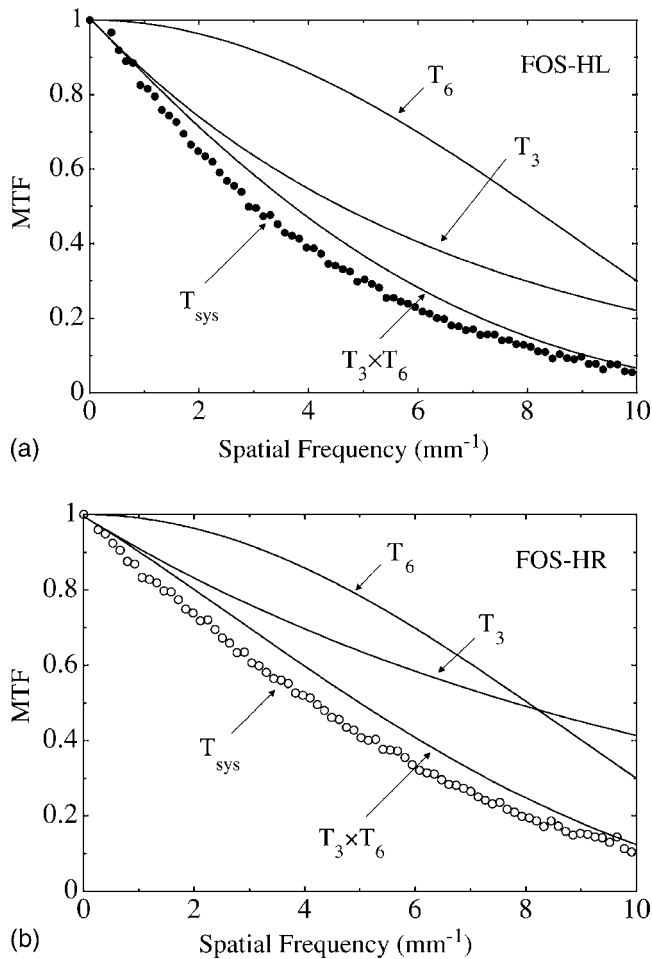 1
FOS-HL
T6
0.8
T3
0.6
MTF
0.4
Tsys
0.2
T3×T6
0
0 2 4 6 8 10
(a) Spatial Frequency (mm-1)
1
FOS-HR
T6
0.8
T3
0.6
MTF
0.4
Tsys
0.2
T3×T6
0
0 2 4 6 8 10
(b) Spatial Frequency (mm-1)